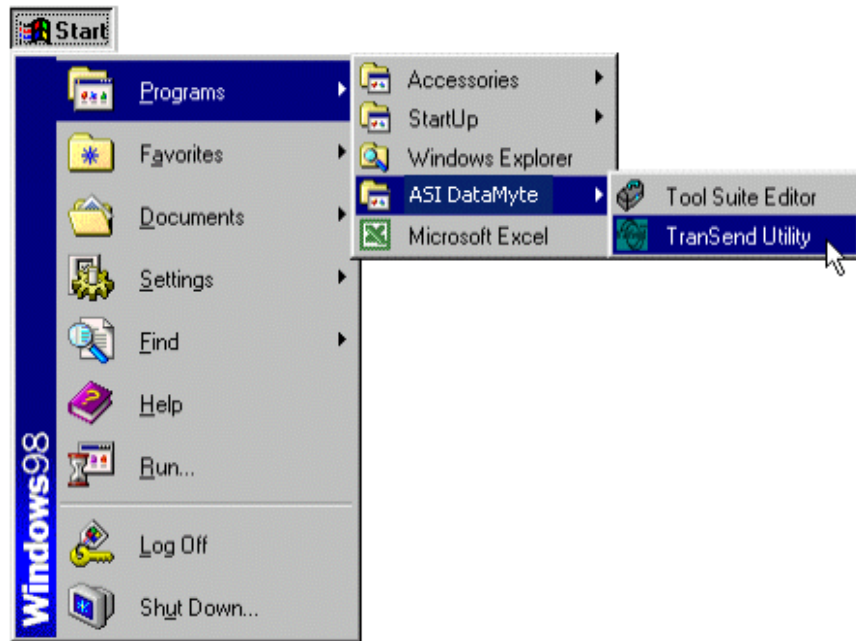 Start
Programs
Favorites
Documents
Settings
Find
Help
Run...
Log Off
Shut Down...
Windows98
Accessories
StartUp
Windows Explorer
ASI DataMyte
Microsoft Excel
Tool Suite Editor
TranSend Utility